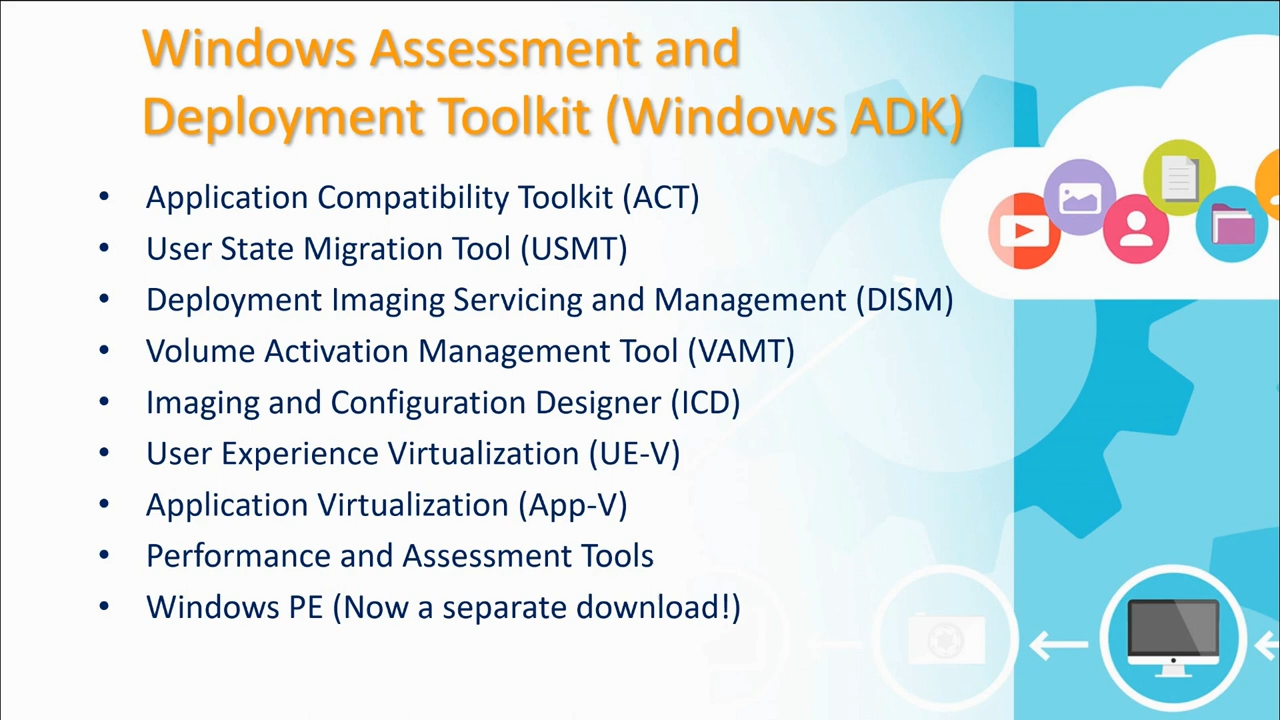 Windows Assessment and
Deployment Toolkit (Windows ADK)
• Application Compatibility Toolkit (ACT)
• User State Migration Tool (USMT)
• Deployment Imaging Servicing and Management (DISM)
• Volume Activation Management Tool (VAMT)
• Imaging and Configuration Designer (ICD)
• User Experience Virtualization (UE-V)
• Application Virtualization (App-V)
• Performance and Assessment Tools
• Windows PE (Now a separate download!)